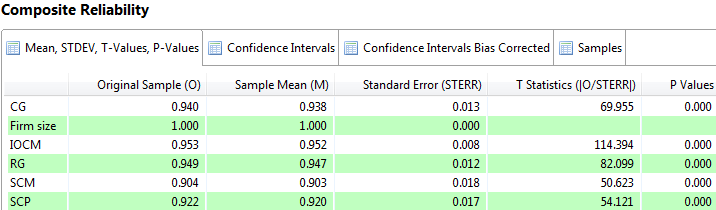 Composite Reliability
Mean, STDEV, T-Values, P-Values Confidence Intervals Confidence Intervals Bias Corrected Samples
Original Sample (O) Sample Mean (M) Standard Error (STERR) T Statistics (|O/STERR|) P Values
CG 0.940 0.938 0.013 69.955 0.000
Firm size 1.000 1.000 0.000
IOCM 0.953 0.952 0.008 114.394 0.000
RG 0.949 0.947 0.012 82.099 0.000
SCM 0.904 0.903 0.018 50.623 0.000
SCP 0.922 0.920 0.017 54.121 0.000